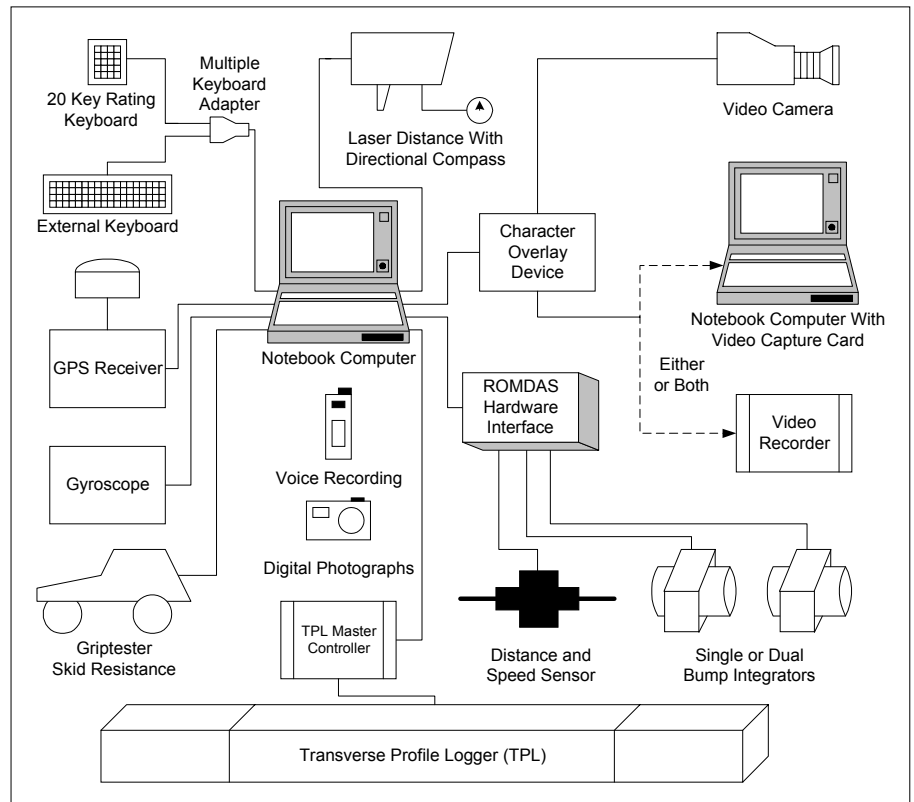 20 Key Rating
Keyboard
Multiple
Keyboard
Adapter
External Keyboard
Laser Distance With
Directional Compass
Video Camera
Character
Overlay
Device
Notebook Computer With
Video Capture Card
Notebook Computer
GPS Receiver
Either
or Both
ROMDAS
Hardware
Interface
Video
Recorder
Gyroscope
Voice Recording
Digital Photographs
Griptester
Skid Resistance
TPL Master
Controller
Distance and
Speed Sensor
Single or Dual
Bump Integrators
Transverse Profile Logger (TPL)